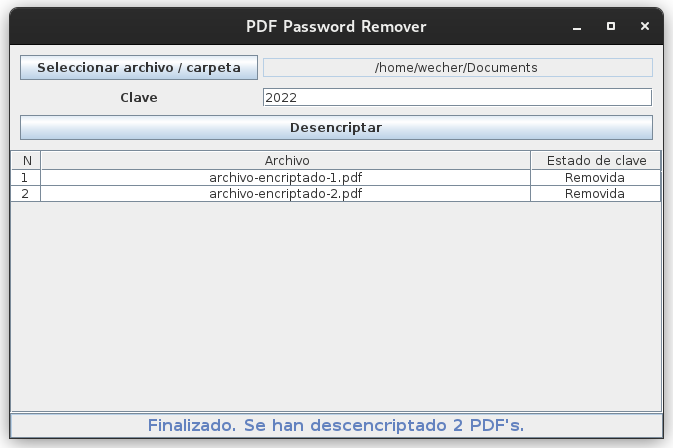 PDF Password Remover
Seleccionar archivo / carpeta /home/wecher/Documents
Clave 2022
Desencriptar
N Archivo Estado de clave
1 archivo-encriptado-1.pdf Removida
2 archivo-encriptado-2.pdf Removida
Finalizado. Se han descencriptado 2 PDF's.